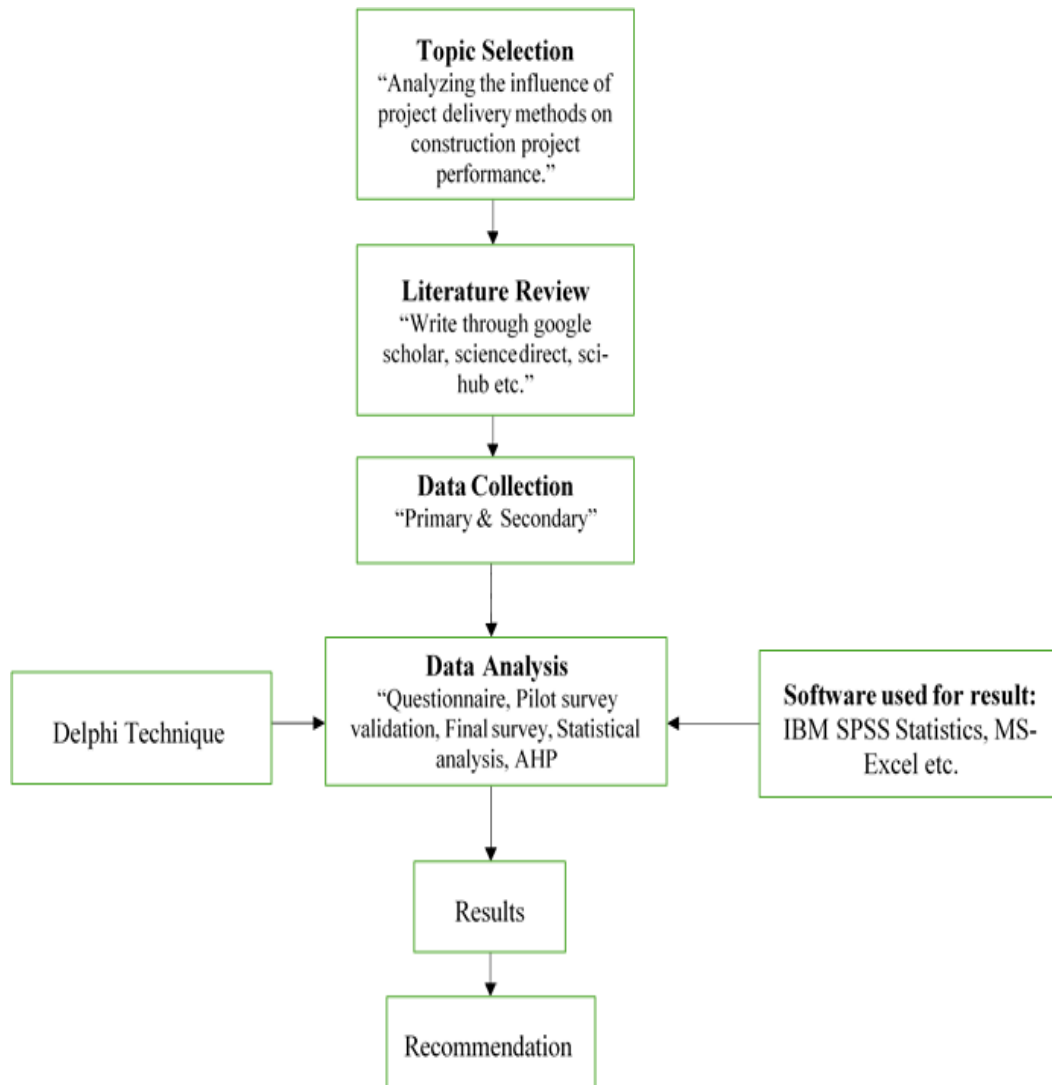 Topic Selection
“Analyzing the influence of
project delivery methods on
construction project
performance.”
Literature Review
“Write through google
scholar, sciencedirect, sci-
hub etc.”
Data Collection
“Primary & Secondary”
Delphi Technique
Data Analysis
“Questionnaire, Pilot survey
validation, Final survey, Statistical
analysis, AHP
Software used for result:
IBM SPSS Statistics, MS-
Excel etc.
Results
Recommendation